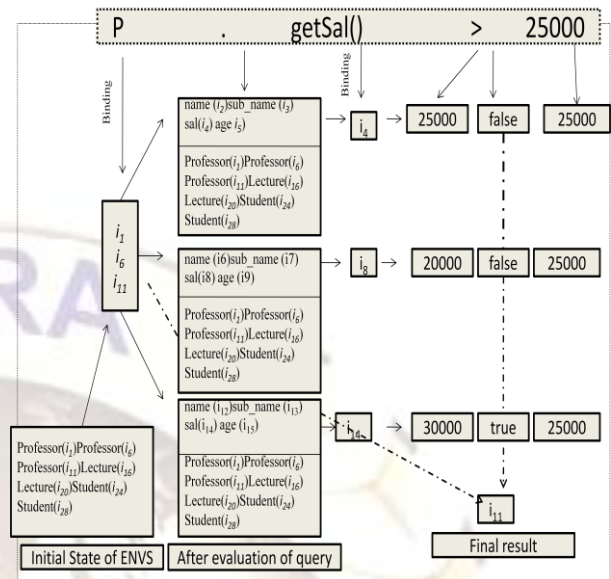 P . getSal() > 25000
Binding
Binding
name (i2)sub_name (i3)
sal(i4) age i5)
Professor(i1)Professor(i6)
Professor(i11)Lecture(i16)
Lecture(i20)Student(i24)
Student(i28)
i4
25000
false
25000
i1
i6
i11
name (i6)sub_name (i7)
sal(i8) age (i9)
Professor(i1)Professor(i6)
Professor(i11)Lecture(i16)
Lecture(i20)Student(i24)
Student(i28)
i8
20000
false
25000
name (i12)sub_name (i13)
sal(i14) age (i15)
Professor(i1)Professor(i6)
Professor(i11)Lecture(i16)
Lecture(i20)Student(i24)
Student(i28)
i14
30000
true
25000
Professor(i1)Professor(i6)
Professor(i11)Lecture(i16)
Lecture(i20)Student(i24)
Student(i28)
i11
Initial State of ENVS
After evaluation of query
Final result